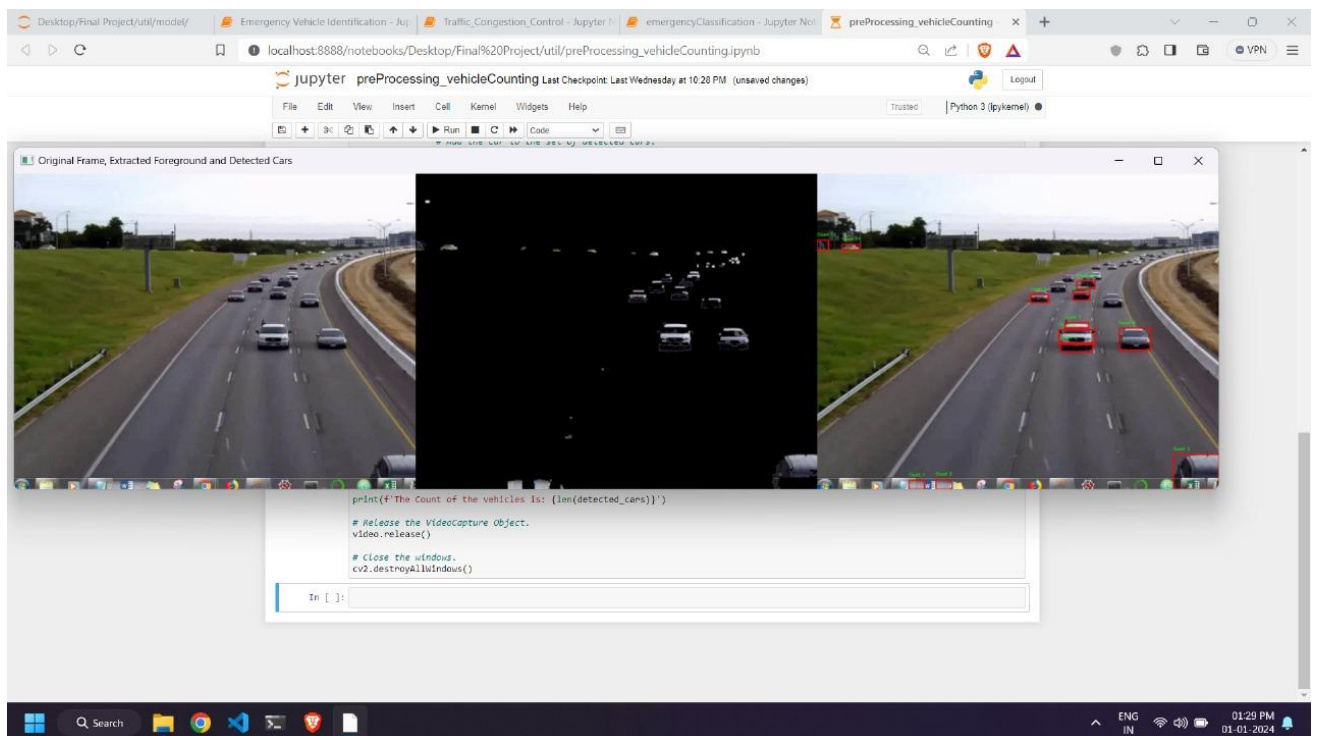 Desktop/Final Project/util/model/
Emergency Vehicle Identification - Jup
Traffic_Congestion_Control - Jupyter N
emergencyClassification - Jupyter Not
preProcessing_vehicleCounting -
localhost:8888/notebooks/Desktop/Final%20Project/util/preProcessing_vehicleCounting.ipynb
VPN
jupyter preProcessing_vehicleCounting Last Checkpoint: Last Wednesday at 10:28 PM (unsaved changes)
Logout
File Edit View Insert Cell Kernel Widgets Help
Trusted
Python 3 (ipykernel)
Run
Code
# Add the car to the set of detected cars.
Original Frame, Extracted Foreground and Detected Cars
print(f'The Count of the vehicles is: {len(detected_cars)}')
# Release the VideoCapture Object.
video.release()
# Close the windows.
cv2.destroyAllWindows()
In [ ]:
Search
ENG
IN
01:29 PM
01-01-2024